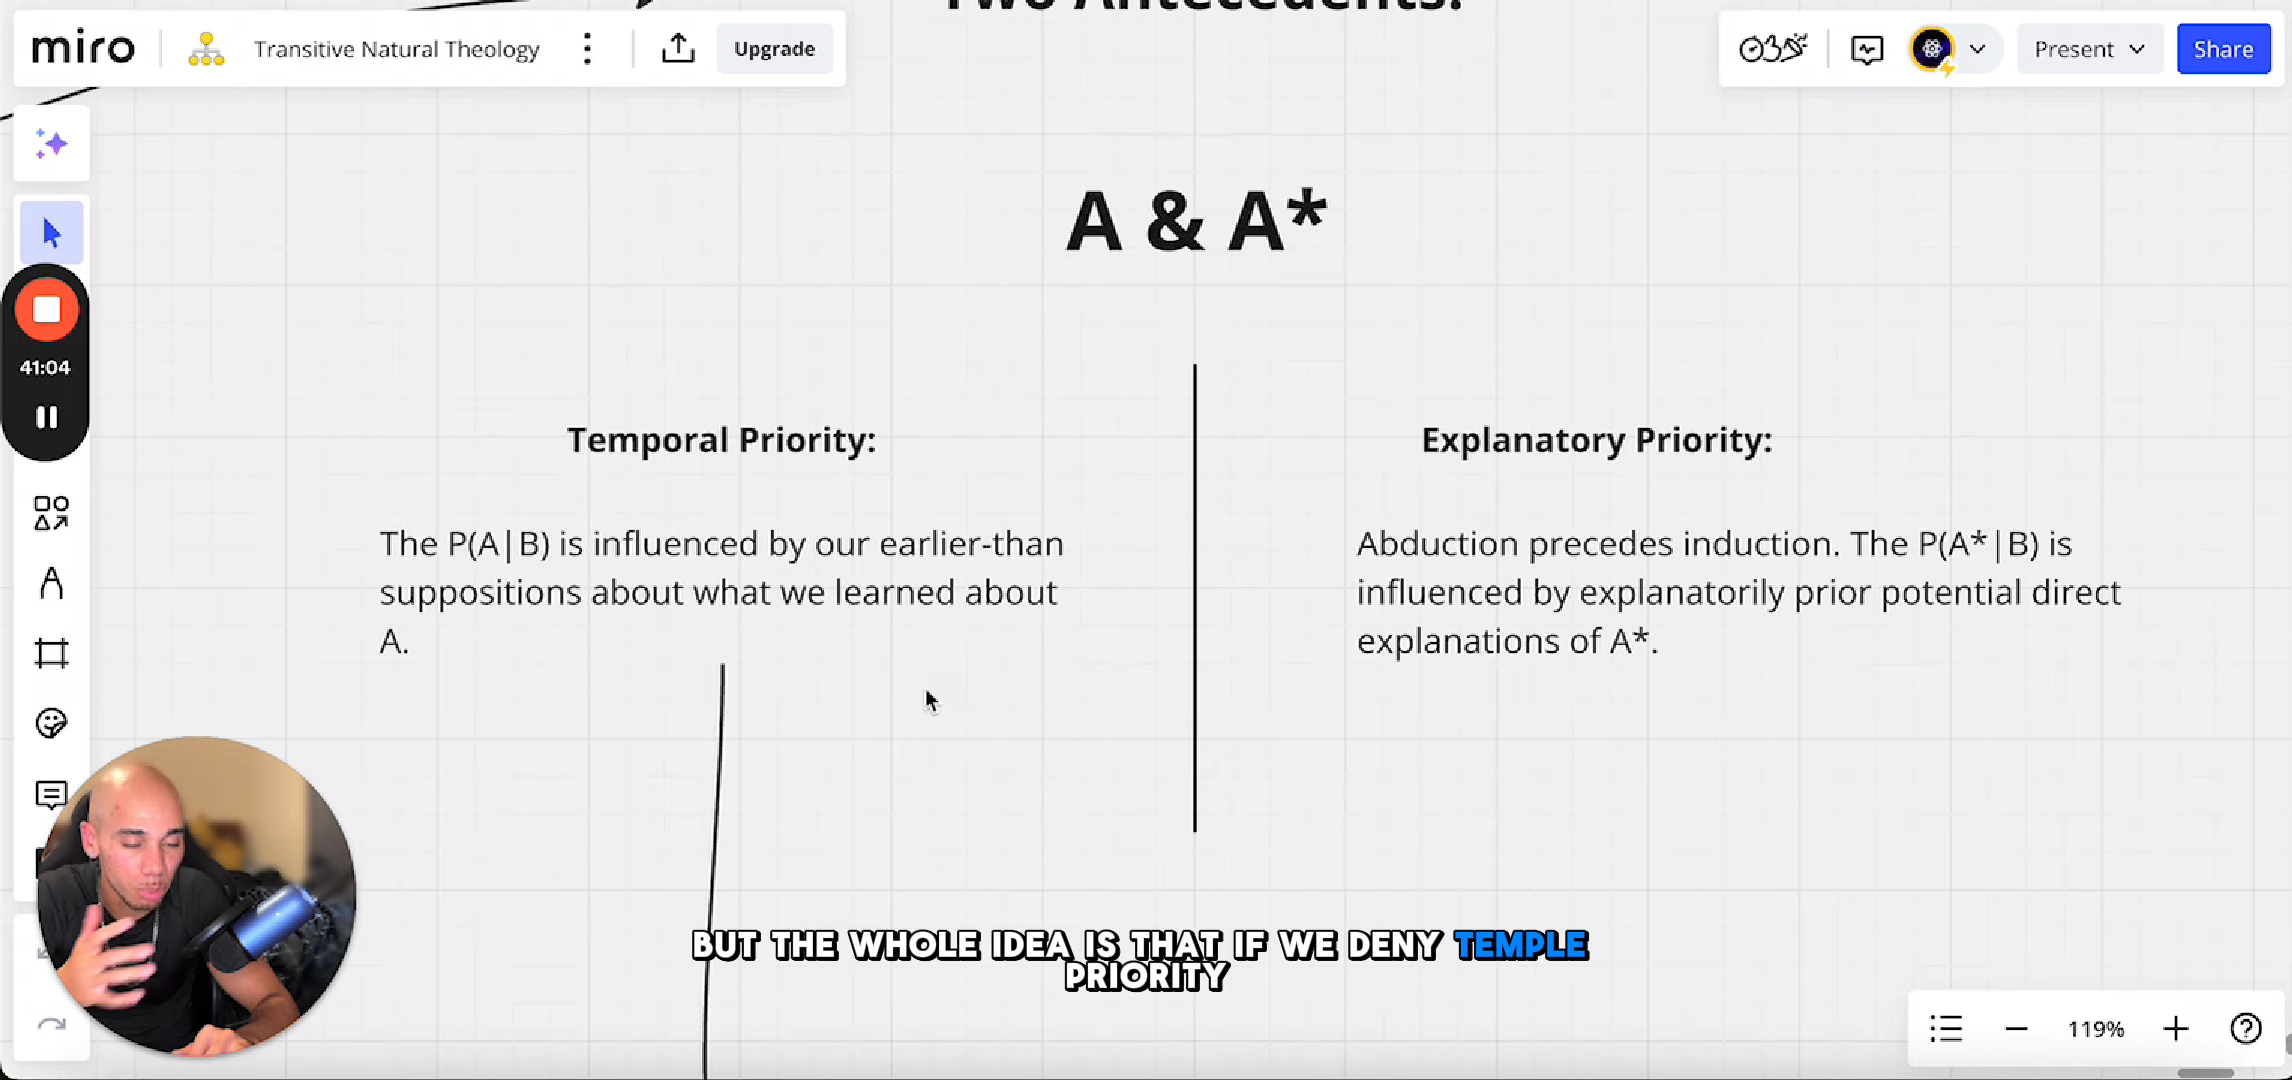 Two Antecedents:
miro
Transitive Natural Theology
Upgrade
Present
Share
A & A*
41:04
Temporal Priority:
Explanatory Priority:
The P(A|B) is influenced by our earlier-than
suppositions about what we learned about
A.
Abduction precedes induction. The P(A*|B) is
influenced by explanatorily prior potential direct
explanations of A*.
BUT THE WHOLE IDEA IS THAT IF WE DENY TEMPLE
PRIORITY
119%